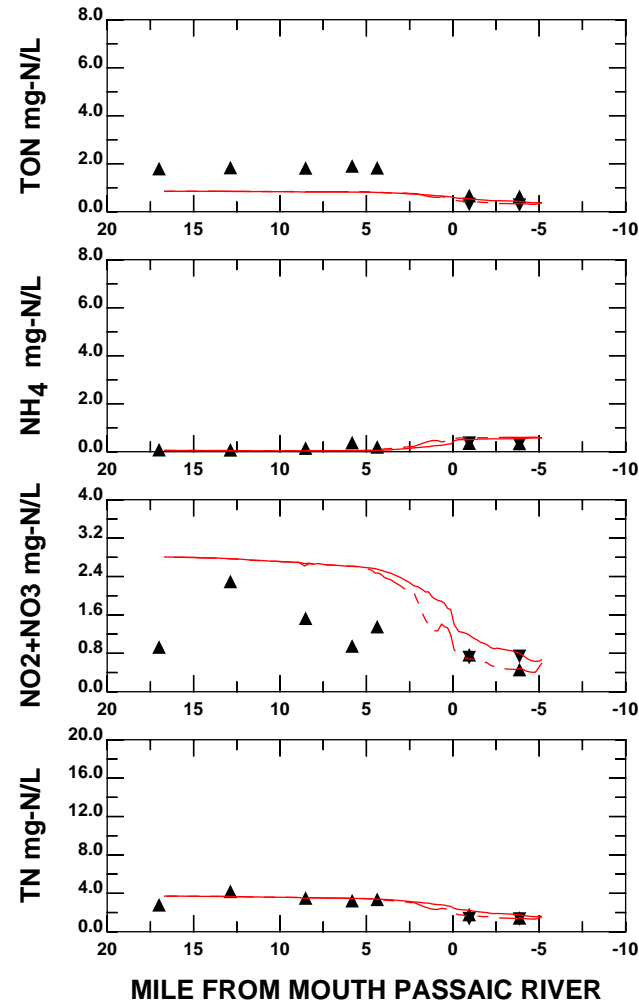 TON mg-N/L
8.0
6.0
4.0
2.0
0.0
20 15 10 5 0 -5 -10
NH4 mg-N/L
8.0
6.0
4.0
2.0
0.0
20 15 10 5 0 -5 -10
NO2+NO3 mg-N/L
4.0
3.2
2.4
1.6
0.8
0.0
20 15 10 5 0 -5 -10
TN mg-N/L
20.0
16.0
12.0
8.0
4.0
0.0
20 15 10 5 0 -5 -10
MILE FROM MOUTH PASSAIC RIVER